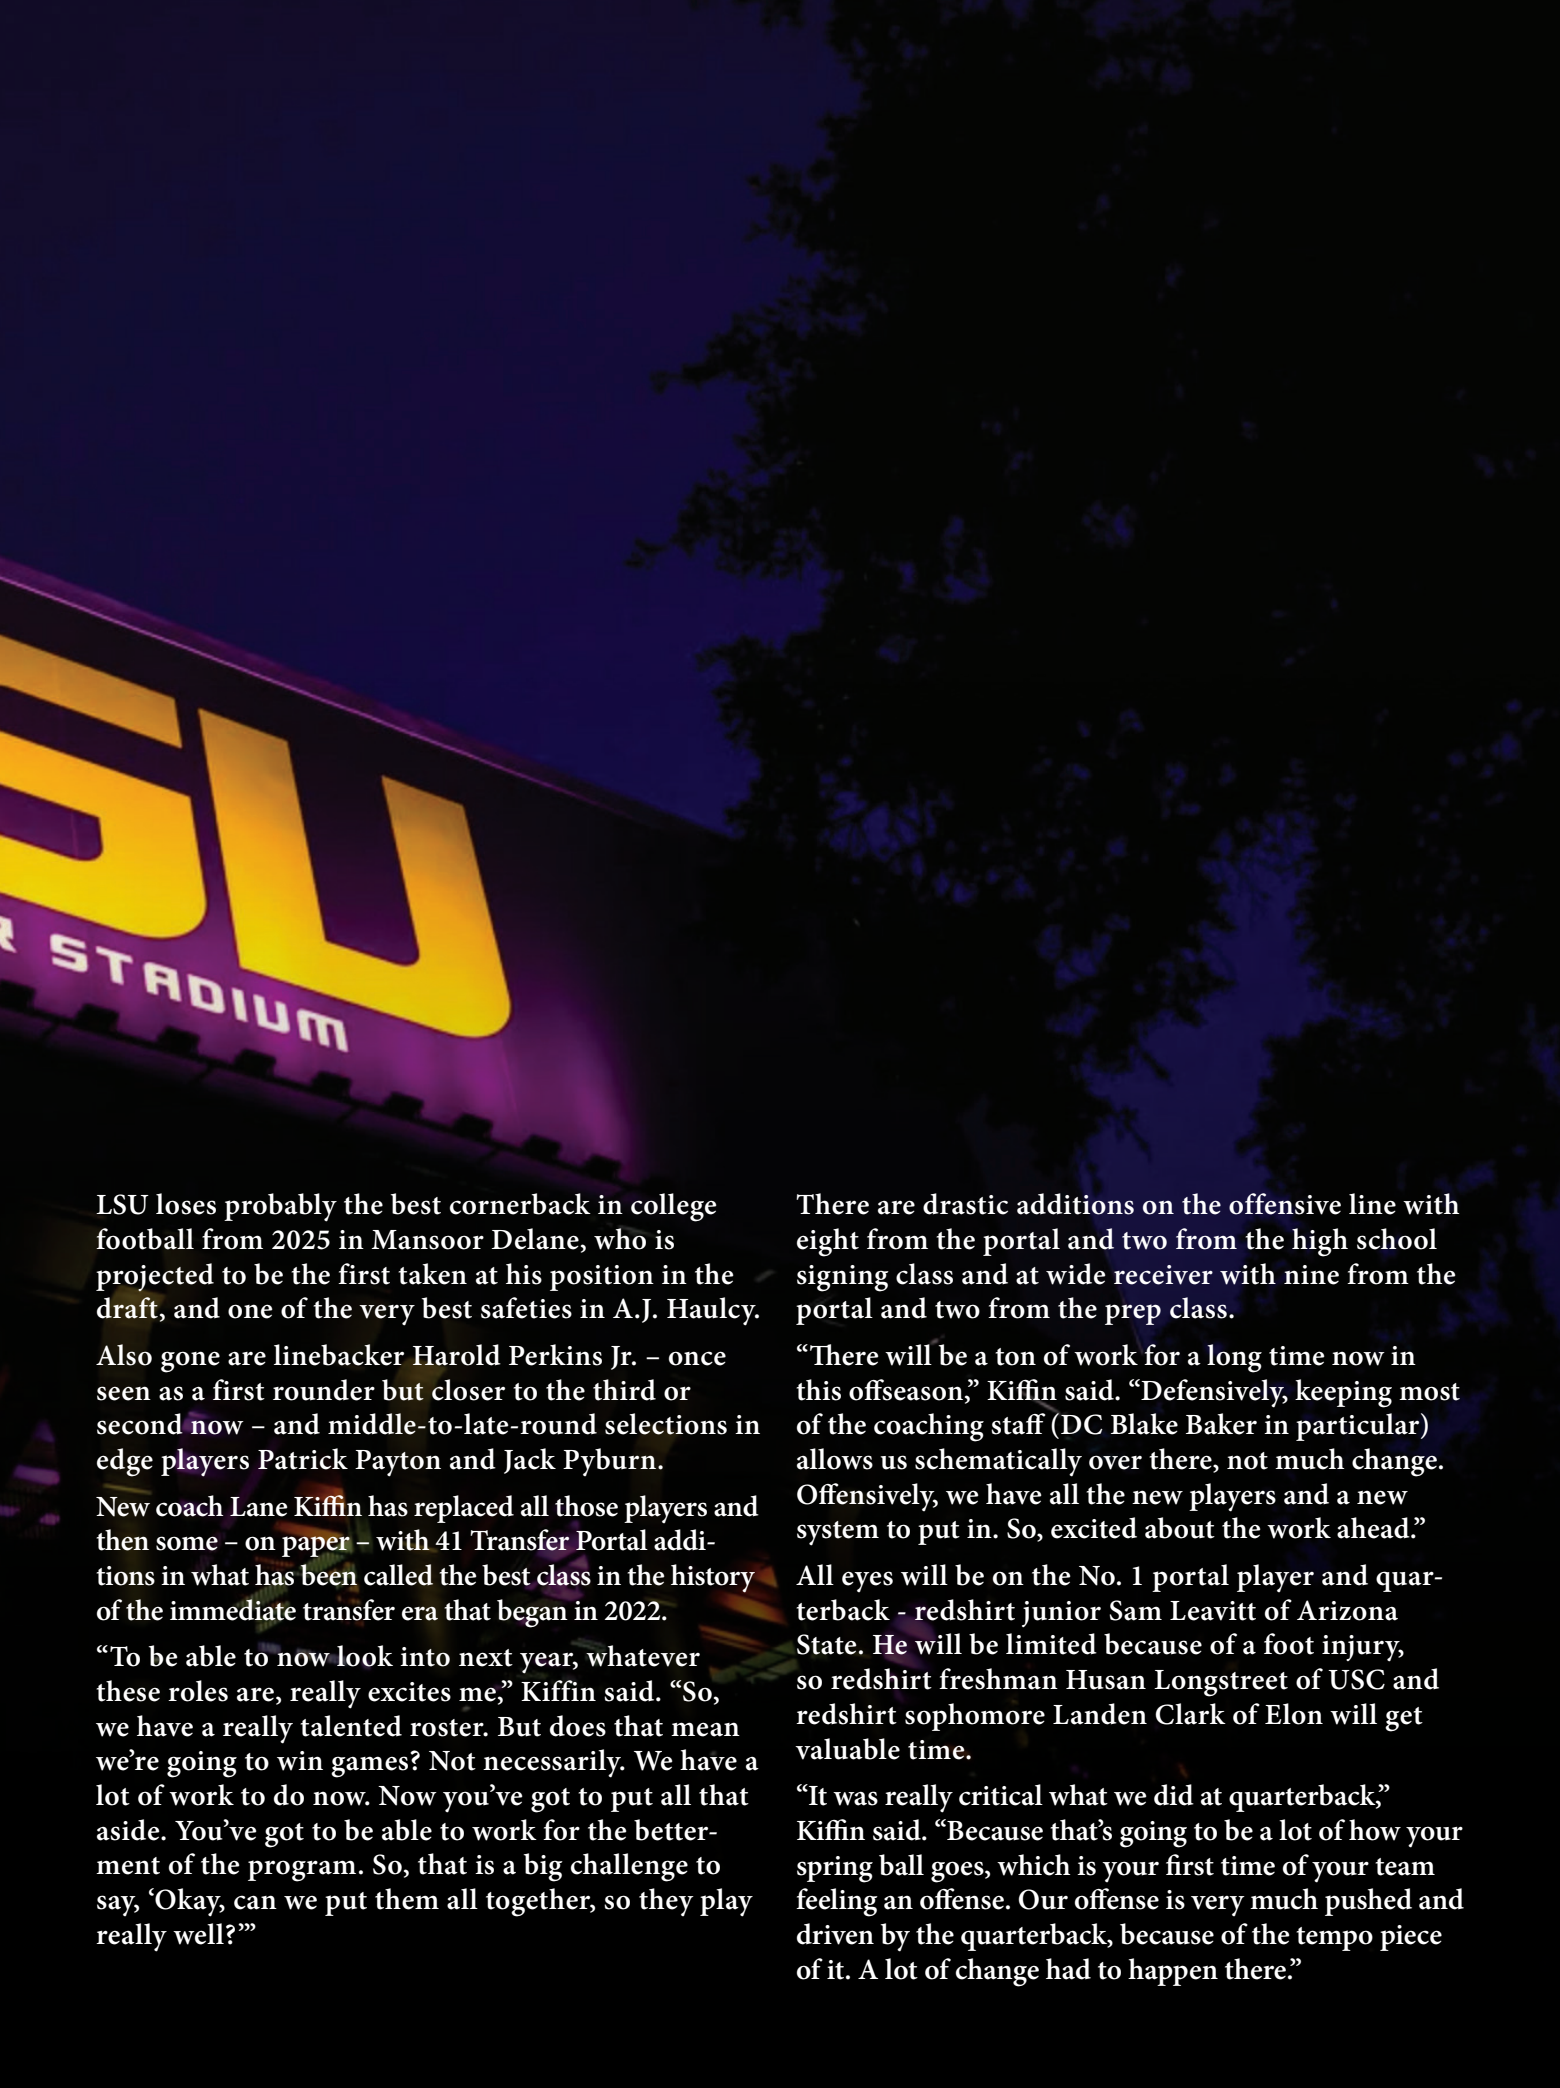 SU
STADIUM
LSU loses probably the best cornerback in college
football from 2025 in Mansoor Delane, who is
projected to be the first taken at his position in the
draft, and one of the very best safeties in A.J. Haulcy.
Also gone are linebacker Harold Perkins Jr. – once
seen as a first rounder but closer to the third or
second now – and middle-to-late-round selections in
edge players Patrick Payton and Jack Pyburn.
New coach Lane Kiffin has replaced all those players and
then some – on paper – with 41 Transfer Portal addi-
tions in what has been called the best class in the history
of the immediate transfer era that began in 2022.
“To be able to now look into next year, whatever
these roles are, really excites me,” Kiffin said. “So,
we have a really talented roster. But does that mean
we’re going to win games? Not necessarily. We have a
lot of work to do now. Now you’ve got to put all that
aside. You’ve got to be able to work for the better-
ment of the program. So, that is a big challenge to
say, ‘Okay, can we put them all together, so they play
really well?’”
There are drastic additions on the offensive line with
eight from the portal and two from the high school
signing class and at wide receiver with nine from the
portal and two from the prep class.
“There will be a ton of work for a long time now in
this offseason,” Kiffin said. “Defensively, keeping most
of the coaching staff (DC Blake Baker in particular)
allows us schematically over there, not much change.
Offensively, we have all the new players and a new
system to put in. So, excited about the work ahead.”
All eyes will be on the No. 1 portal player and quar-
terback - redshirt junior Sam Leavitt of Arizona
State. He will be limited because of a foot injury,
so redshirt freshman Husan Longstreet of USC and
redshirt sophomore Landen Clark of Elon will get
valuable time.
“It was really critical what we did at quarterback,”
Kiffin said. “Because that’s going to be a lot of how your
spring ball goes, which is your first time of your team
feeling an offense. Our offense is very much pushed and
driven by the quarterback, because of the tempo piece
of it. A lot of change had to happen there.”